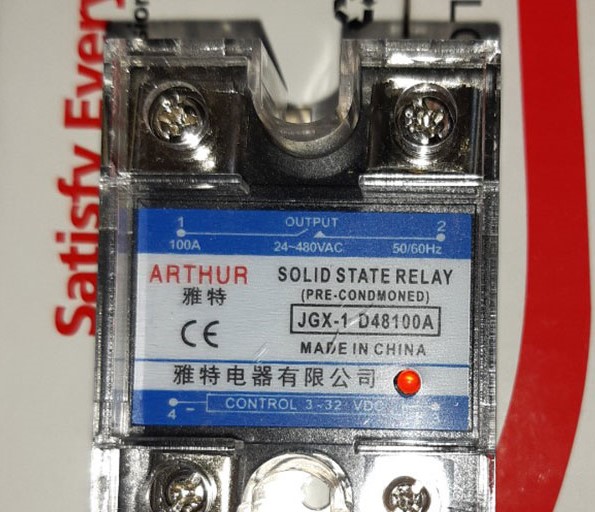 Satisfy Every
1 OUTPUT 2
100A 24~480VAC 50/60Hz
ARTHUR
雅特
CE
SOLID STATE RELAY
(PRE-CONDMONED)
JGX-1 D48100A
MADE IN CHINA
雅特电器有限公司
4 − CONTROL 3~32 VDC